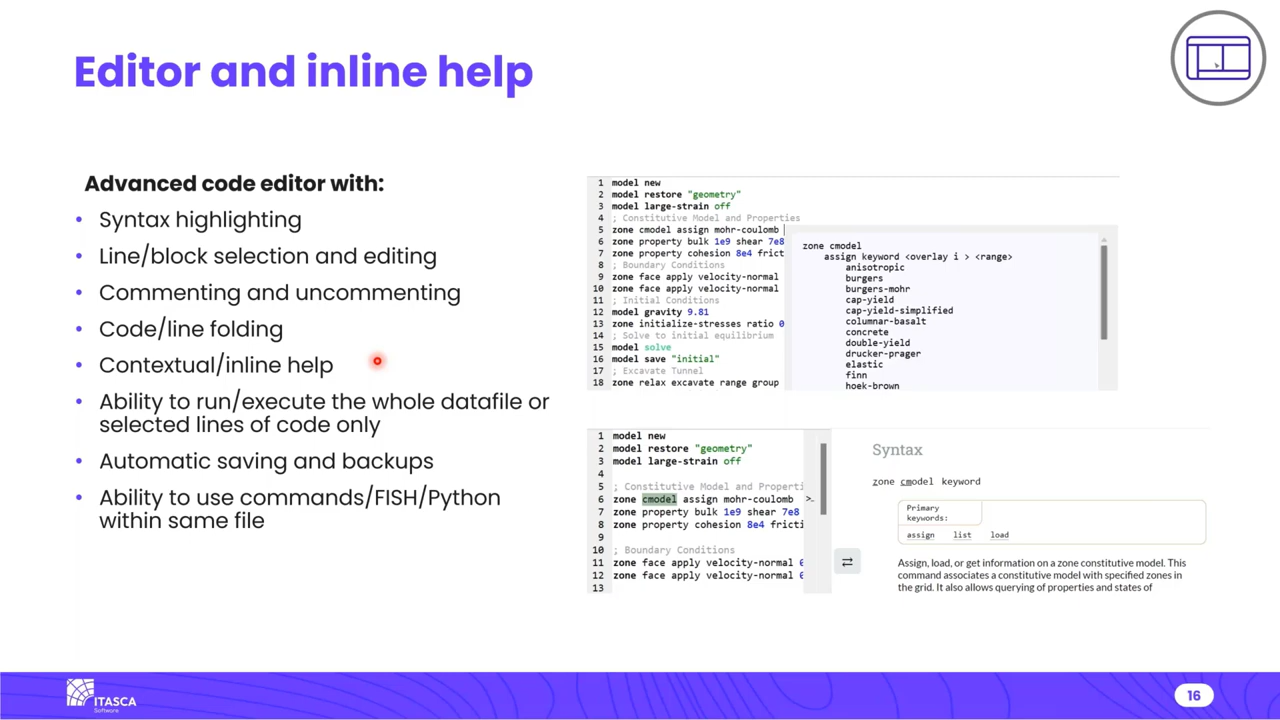 Editor and inline help
Advanced code editor with:
• Syntax highlighting
• Line/block selection and editing
• Commenting and uncommenting
• Code/line folding
• Contextual/inline help
• Ability to run/execute the whole datafile or
selected lines of code only
• Automatic saving and backups
• Ability to use commands/FISH/Python
within same file
1 model new
2 model restore "geometry"
3 model large-strain off
4 ; Constitutive Model and Properties
5 zone cmodel assign mohr-coulomb
6 zone property bulk 1e9 shear 7e8
7 zone property cohesion 8e4 frict
8 ; Boundary Conditions
9 zone face apply velocity-normal
10 zone face apply velocity-normal
11 ; Initial Conditions
12 model gravity 9.81
13 zone initialize-stresses ratio 0
14 ; Solve to initial equilibrium
15 model solve
16 model save "initial"
17 ; Excavate Tunnel
18 zone relax excavate range group
zone cmodel
assign keyword <overlay i > <range>
anisotropic
burgers
burgers-mohr
cap-yield
cap-yield-simplified
columnar-basalt
concrete
double-yield
drucker-prager
elastic
finn
hoek-brown
1 model new
2 model restore "geometry"
3 model large-strain off
4
5 ; Constitutive Model and Properti
6 zone cmodel assign mohr-coulomb >_
7 zone property bulk 1e9 shear 7e8
8 zone property cohesion 8e4 fricti
9
10 ; Boundary Conditions
11 zone face apply velocity-normal 0
12 zone face apply velocity-normal 0
13
Syntax
zone cmodel keyword
Primary
keywords:
assign list load
Assign, load, or get information on a zone constitutive model. This
command associates a constitutive model with specified zones in
the grid. It also allows querying of properties and states of
ITASCA
Software
16